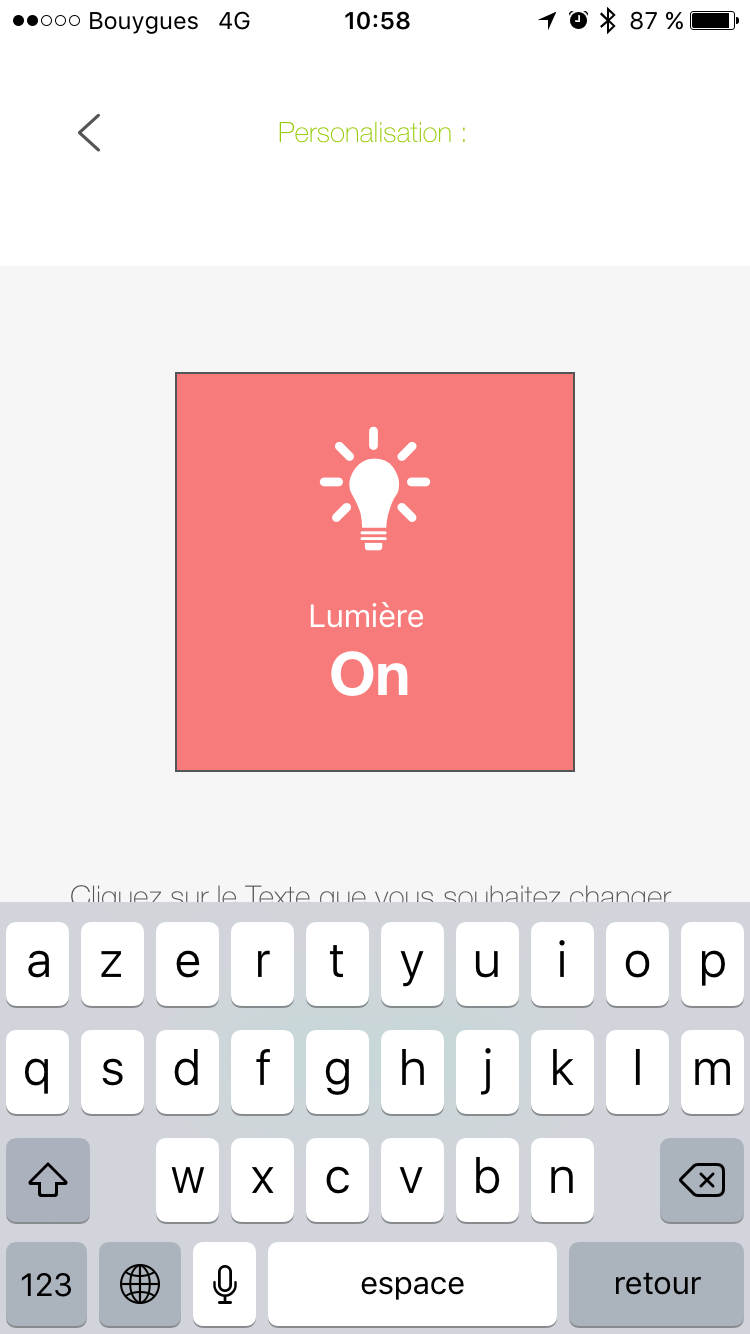 Bouygues 4G 10:58 87 %
Personalisation :
Lumière
On
Cliquez sur le Texte que vous souhaitez changer
a z e r t y u i o p
q s d f g h j k l m
w x c v b n
123 espace retour